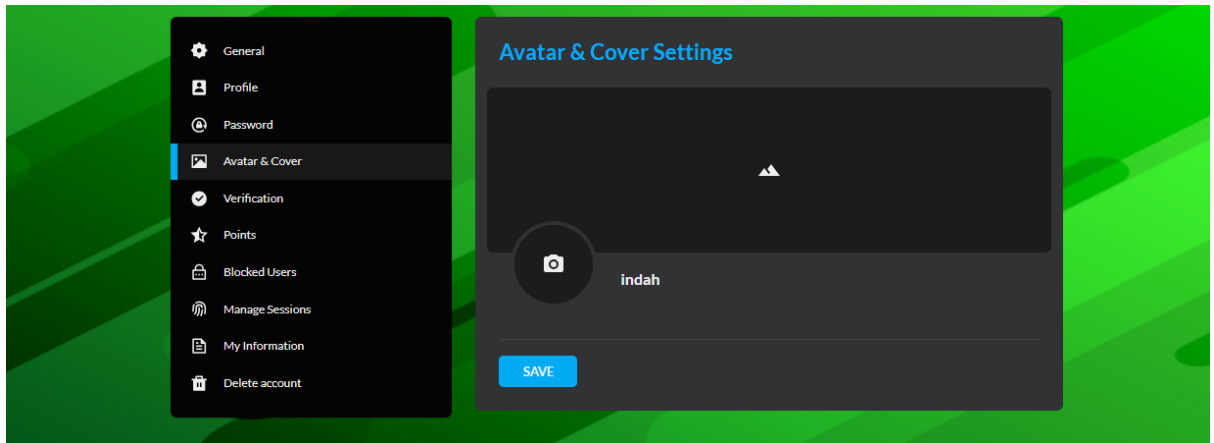 General
Profile
Password
Avatar & Cover
Verification
Points
Blocked Users
Manage Sessions
My Information
Delete account
Avatar & Cover Settings
indah
SAVE